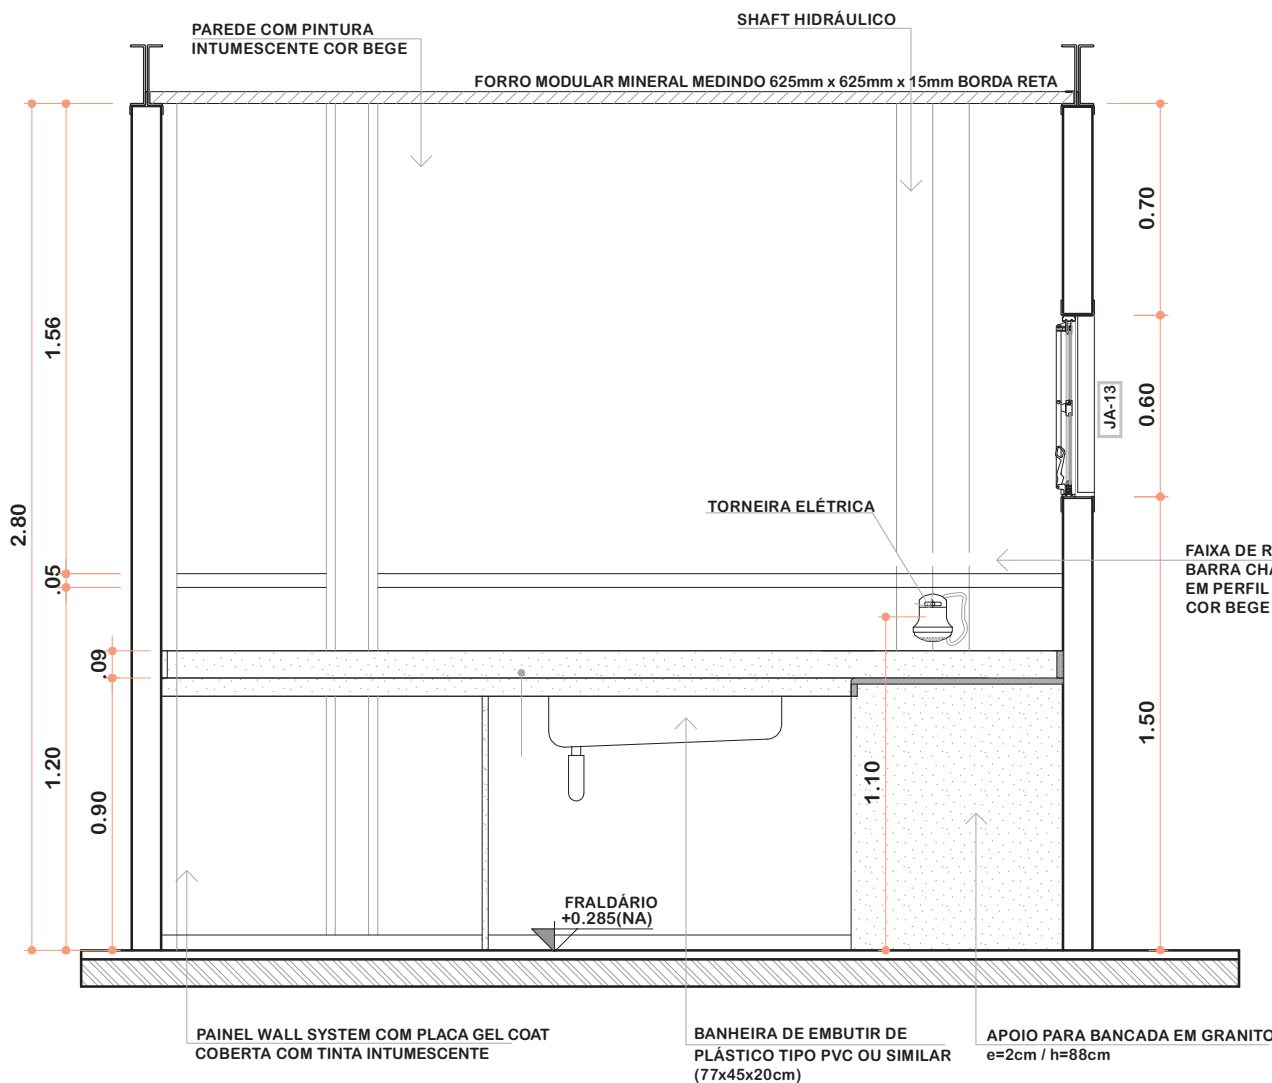 PAREDE COM PINTURA
INTUMESCENTE COR BEGE
SHAFT HIDRÁULICO
FORRO MODULAR MINERAL MEDINDO 625mm x 625mm x 15mm BORDA RETA
0.70
1.56
0.60
JA-13
2.80
TORNEIRA ELÉTRICA
FAIXA DE R
BARRA CHA
EM PERFIL
COR BEGE
.05
.09
1.50
1.20
1.10
0.90
FRALDÁRIO
+0.285(NA)
PAINEL WALL SYSTEM COM PLACA GEL COAT
COBERTA COM TINTA INTUMESCENTE
BANHEIRA DE EMBUTIR DE
PLÁSTICO TIPO PVC OU SIMILAR
(77x45x20cm)
APOIO PARA BANCADA EM GRANITO
e=2cm / h=88cm